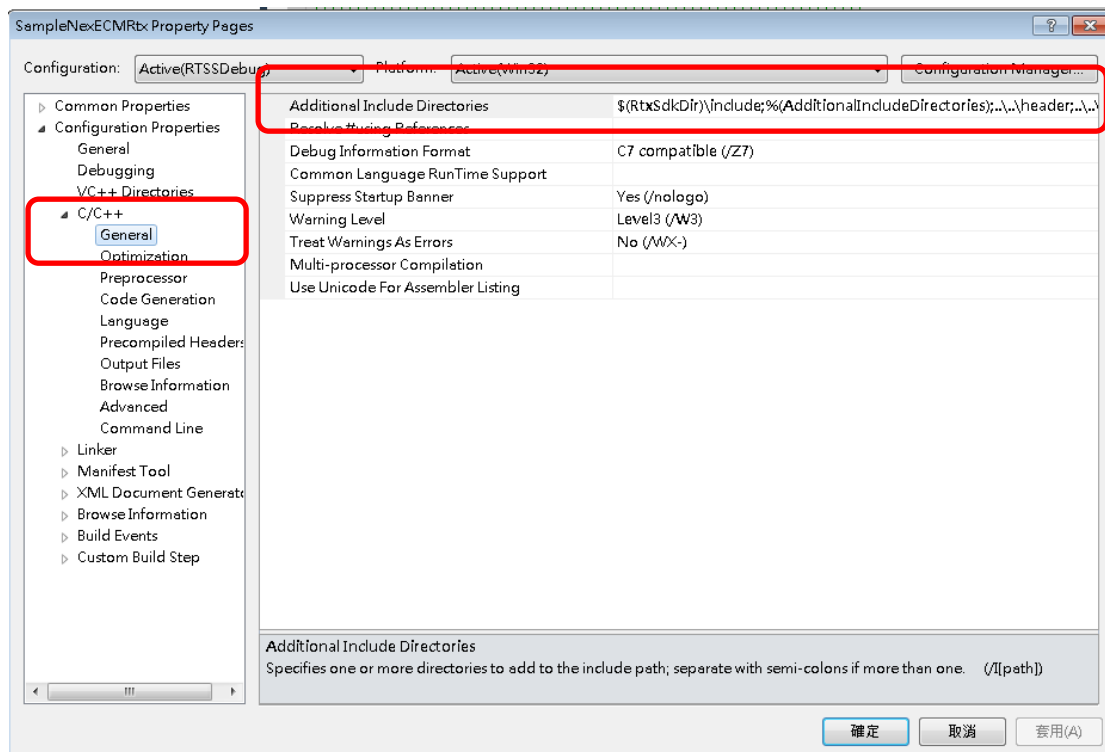 SampleNexECMRtx Property Pages
Configuration: Active(RTSSDebug) Platform: Active(Win32) Configuration Manager...
Common Properties
Configuration Properties
General
Debugging
VC++ Directories
C/C++
General
Optimization
Preprocessor
Code Generation
Language
Precompiled Headers
Output Files
Browse Information
Advanced
Command Line
Linker
Manifest Tool
XML Document Generato
Browse Information
Build Events
Custom Build Step
Additional Include Directories $(RtxSdkDir)\include;%(AdditionalIncludeDirectories);..\..\header;..\..\
Resolve #using References
Debug Information Format C7 compatible (/Z7)
Common Language RunTime Support
Suppress Startup Banner Yes (/nologo)
Warning Level Level3 (/W3)
Treat Warnings As Errors No (/WX-)
Multi-processor Compilation
Use Unicode For Assembler Listing
Additional Include Directories
Specifies one or more directories to add to the include path; separate with semi-colons if more than one. (/I[path])
確定 取消 套用(A)